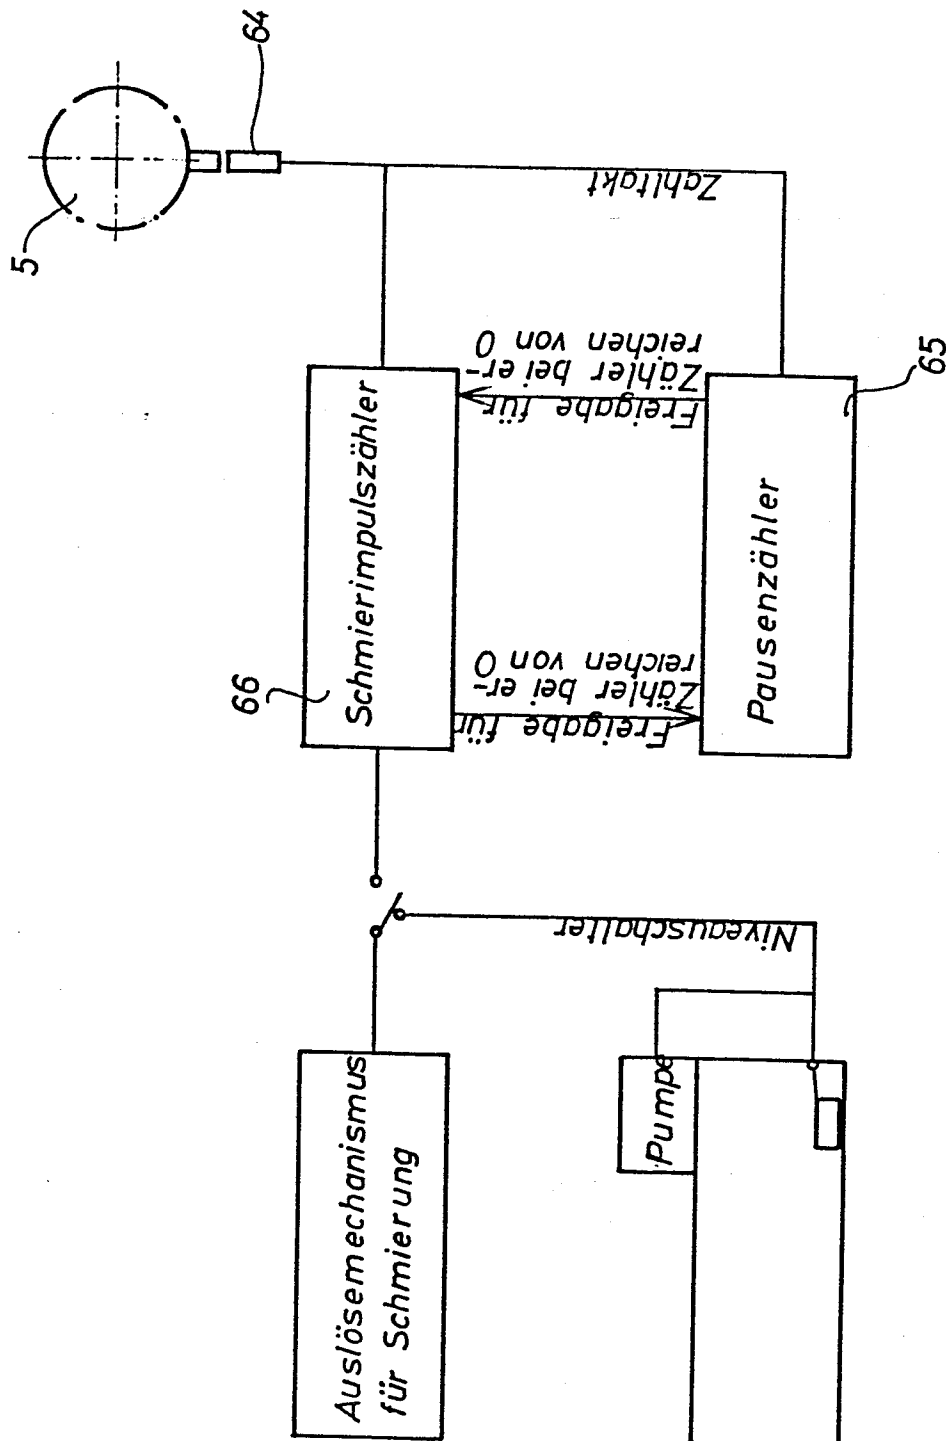 64
5
Zahltakt
Freigabe für
Zähler bei er-
reichen von 0
Schmierimpulszähler
66
Freigabe für
Zähler bei er-
reichen von 0
Pausenzähler
65
Niveauschalter
Auslösemechanismus
für Schmierung
Pumpe